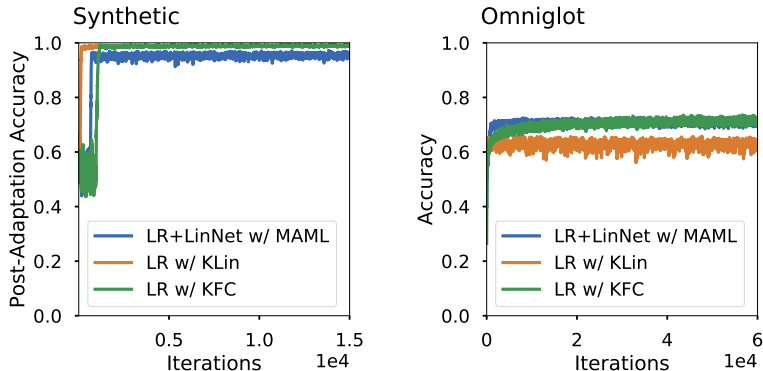 Synthetic
Post-Adaptation Accuracy
1.0
0.8
0.6
0.4
0.2
0.0
LR+LinNet w/ MAML
LR w/ KLin
LR w/ KFC
0.5 1.0 1.5
Iterations 1e4
Omniglot
Accuracy
1.0
0.8
0.6
0.4
0.2
0.0
LR+LinNet w/ MAML
LR w/ KLin
LR w/ KFC
0 2 4 6
Iterations 1e4